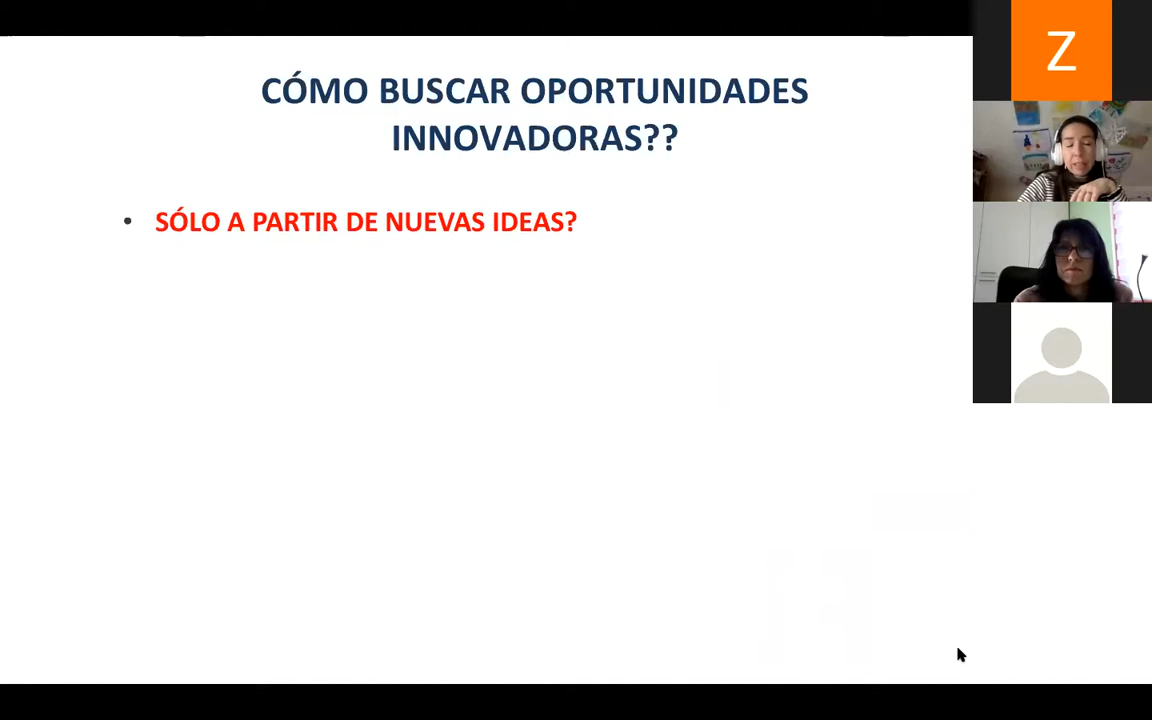 CÓMO BUSCAR OPORTUNIDADES
INNOVADORAS??
• SÓLO A PARTIR DE NUEVAS IDEAS?
Z